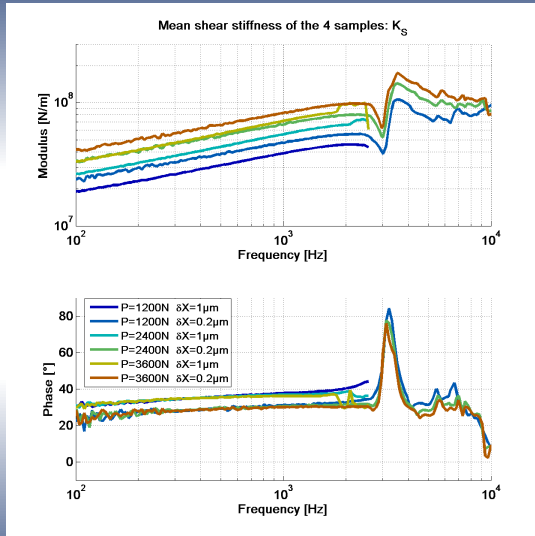 Mean shear stiffness of the 4 samples: K_S
Modulus [N/m]
10^8
10^7
10^2
10^3
10^4
Frequency [Hz]
Phase [°]
80
60
40
20
0
P=1200N δX=1µm
P=1200N δX=0.2µm
P=2400N δX=1µm
P=2400N δX=0.2µm
P=3600N δX=1µm
P=3600N δX=0.2µm
10^2
10^3
10^4
Frequency [Hz]